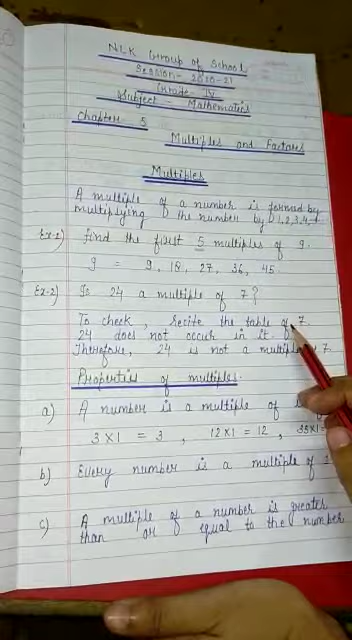 NLK Group of School
Session - 2020-21
Grade - IV
Subject - Mathematics
Chapter - 5
Multiples and Factors
Multiples
A multiple of a number is formed by
multiplying the number by 1,2,3,4
Ex-1) Find the first 5 multiples of 9.
9 = 9, 18, 27, 36, 45
Ex-2) Is 24 a multiple of 7?
To check, recite the table of 7.
24 does not occur in it.
Therefore, 24 is not a multiple 7.
Properties of multiples.
a) A number is a multiple of
3×1 = 3, 12×1 = 12, 35×1=
b) Every number is a multiple of
c) A multiple of a number is greater
than or equal to the number